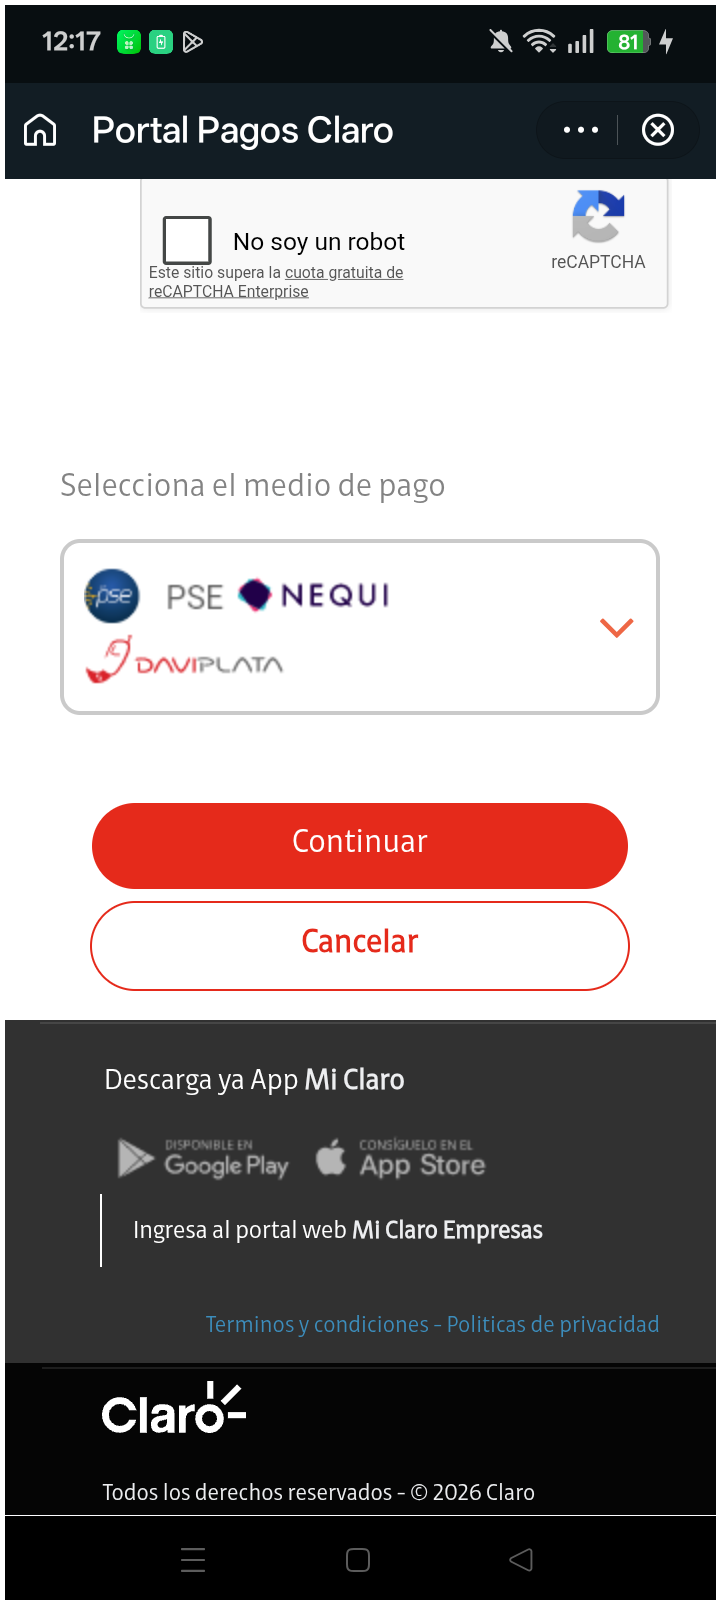 12:17
81
Portal Pagos Claro
No soy un robot
reCAPTCHA
Este sitio supera la cuota gratuita de
reCAPTCHA Enterprise
Selecciona el medio de pago
pse PSE NEQUI
DAVIPLATA
Continuar
Cancelar
Descarga ya App Mi Claro
DISPONIBLE EN
Google Play
CONSÍGUELO EN EL
App Store
Ingresa al portal web Mi Claro Empresas
Terminos y condiciones - Politicas de privacidad
Claro
Todos los derechos reservados - © 2026 Claro